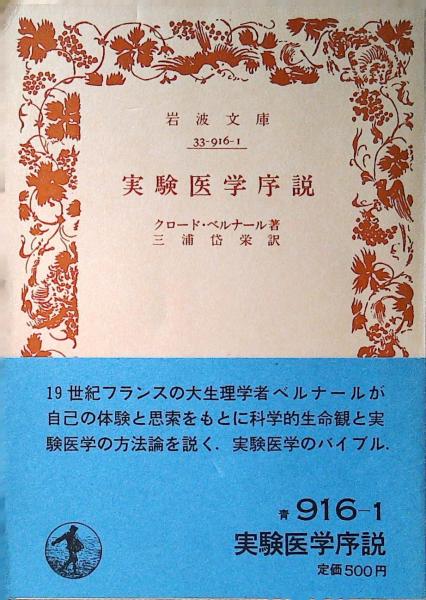 岩波文庫
33-916-1
実験医学序説
クロード・ベルナール著
三浦岱栄訳
19世紀フランスの大生理学者ベルナールが
自己の体験と思索をもとに科学的生命観と実
験医学の方法論を説く．実験医学のバイブル．
青 916-1
実験医学序説
定価500円